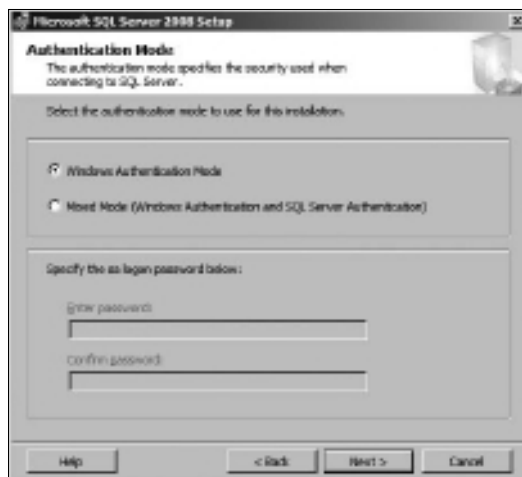 Microsoft SQL Server 2008 Setup
Authentication Mode
The authentication mode specifies the security used when
connecting to SQL Server.
Select the authentication mode to use for this installation.
Windows Authentication Mode
Mixed Mode (Windows Authentication and SQL Server Authentication)
Specify the sa logon password below:
Enter password:
Confirm password:
Help
< Back
Next >
Cancel